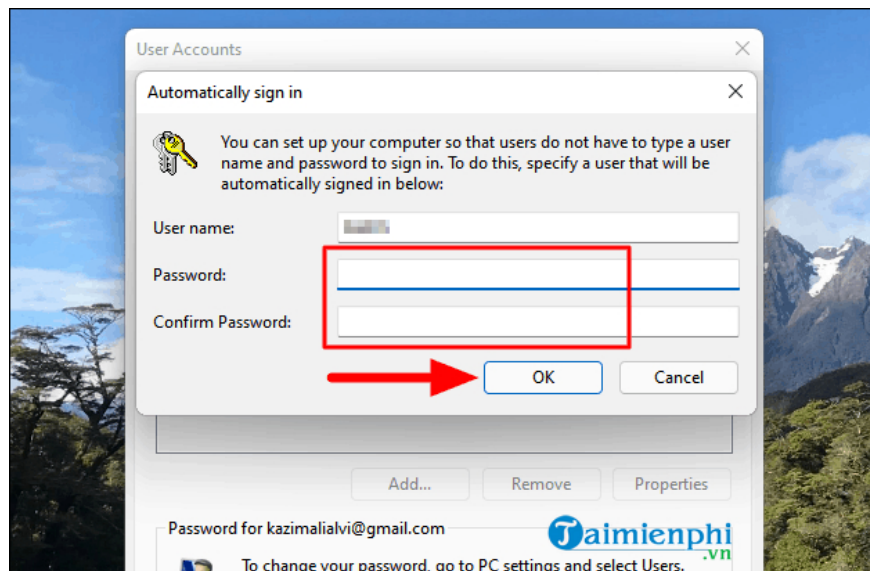 User Accounts
Automatically sign in
You can set up your computer so that users do not have to type a user
name and password to sign in. To do this, specify a user that will be
automatically signed in below:
User name:
Password:
Confirm Password:
OK Cancel
Add... Remove Properties
Password for kazimalialvi@gmail.com
Taimienphi
.vn
To change your password, go to PC settings and select Users.